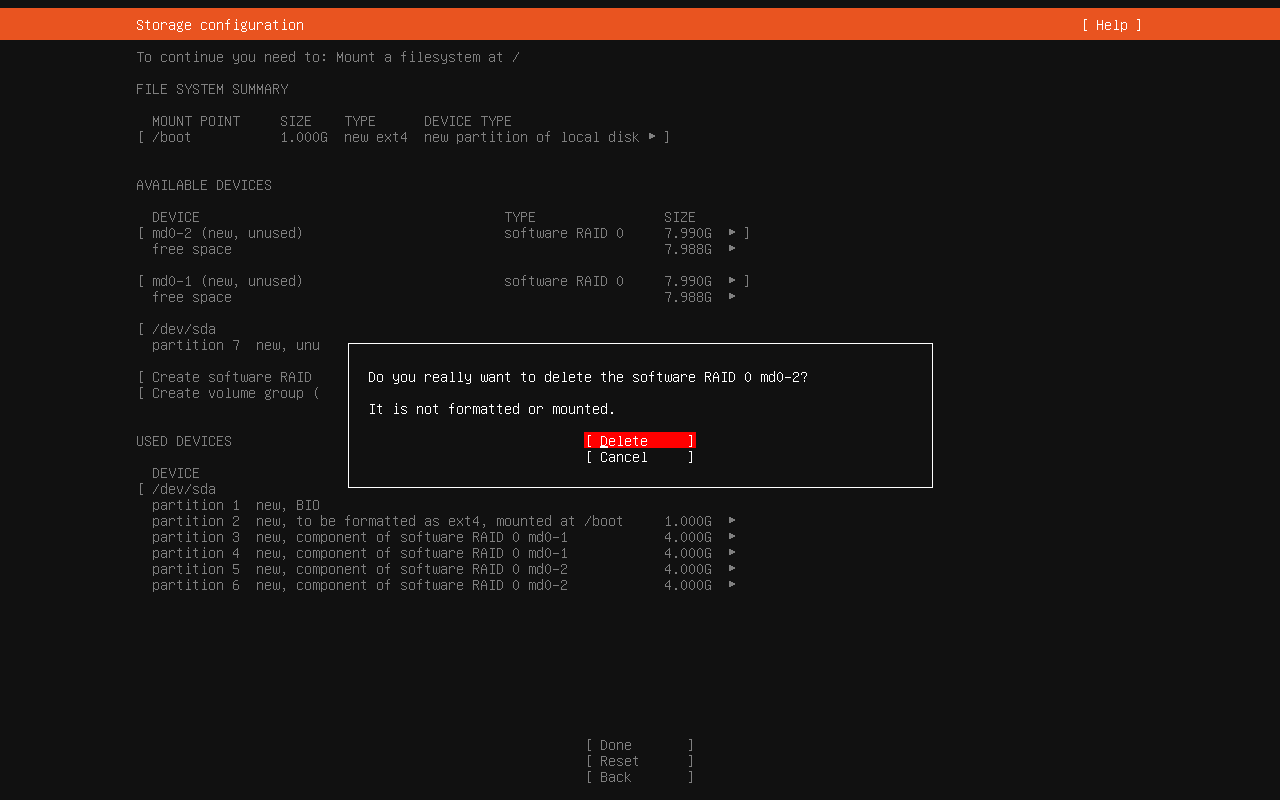 Storage configuration [ Help ]
To continue you need to: Mount a filesystem at /
FILE SYSTEM SUMMARY
MOUNT POINT SIZE TYPE DEVICE TYPE
[ /boot 1.000G new ext4 new partition of local disk ▸ ]
AVAILABLE DEVICES
DEVICE TYPE SIZE
[ md0-2 (new, unused) software RAID 0 7.990G ▸ ]
free space 7.988G ▸
[ md0-1 (new, unused) software RAID 0 7.990G ▸ ]
free space 7.988G ▸
[ /dev/sda
partition 7 new, unu
[ Create software RAID
[ Create volume group (
Do you really want to delete the software RAID 0 md0-2?
It is not formatted or mounted.
[ Delete ]
[ Cancel ]
USED DEVICES
DEVICE
[ /dev/sda
partition 1 new, BIO
partition 2 new, to be formatted as ext4, mounted at /boot 1.000G ▸
partition 3 new, component of software RAID 0 md0-1 4.000G ▸
partition 4 new, component of software RAID 0 md0-1 4.000G ▸
partition 5 new, component of software RAID 0 md0-2 4.000G ▸
partition 6 new, component of software RAID 0 md0-2 4.000G ▸
[ Done ]
[ Reset ]
[ Back ]